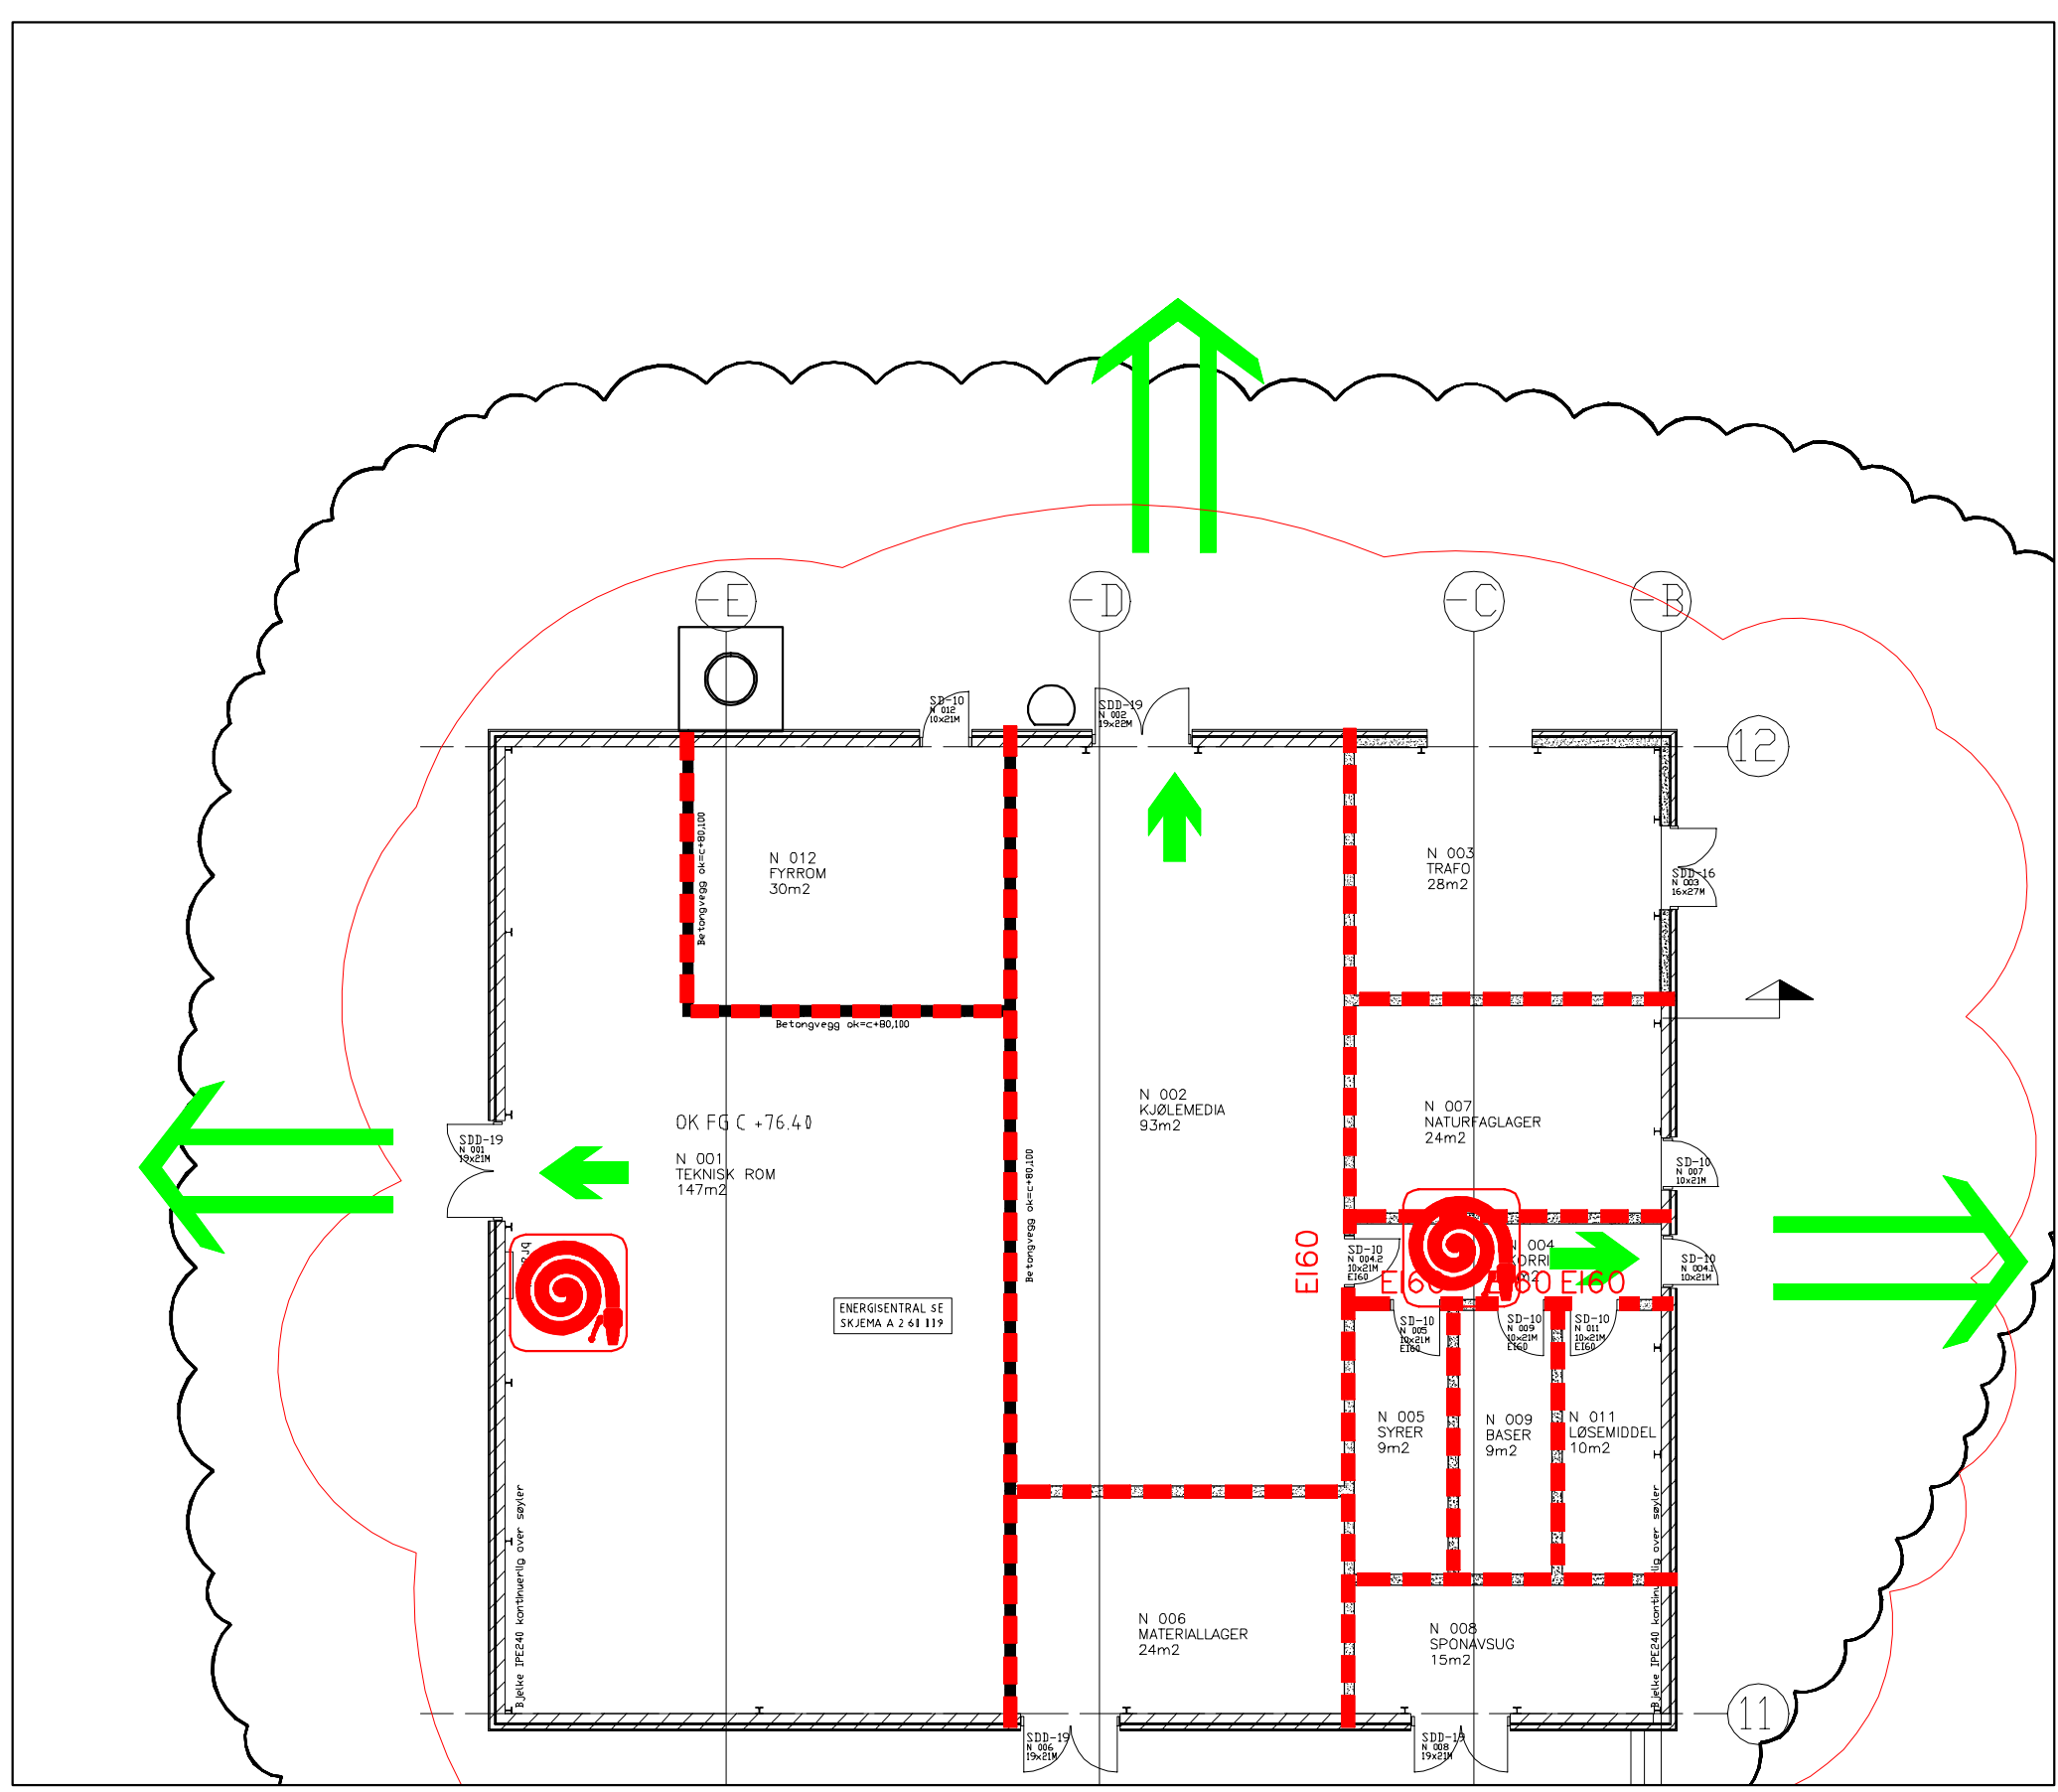 -E
-D
-C
-B
SD-10
N 012
10x21M
SDD-19
N 002
19x22M
12
N 012
FYRROM
30m2
Betongvegg ok=c+80,100
N 003
TRAFO
28m2
SDD-16
N 003
16x27M
Betongvegg ok=c+80,100
OK FG C +76.40
N 001
TEKNISK ROM
147m2
SDD-19
N 001
19x21M
N 002
KJØLEMEDIA
93m2
Betongvegg ok=c+80,100
N 007
NATURFAGLAGER
24m2
SD-10
N 007
10x21M
N 004
SD-10
N 004.2
10x21M
EI60
SD-10
N 004.1
10x21M
EI60
EI60
EI60
EI60
ENERGISENTRAL SE
SKJEMA A 2 60 119
SD-10
N 005
10x21M
EI60
SD-10
N 009
10x21M
EI60
SD-10
N 011
10x21M
EI60
N 005
SYRER
9m2
N 009
BASER
9m2
N 011
LØSEMIDDEL
10m2
Bjelke IPE240 kontinuerlig over søyler
Bjelke IPE240 kontinuerlig over søyler
N 006
MATERIALLAGER
24m2
N 008
SPONAVSUG
15m2
11
SDD-19
N 006
19x21M
SDD-19
N 008
19x21M